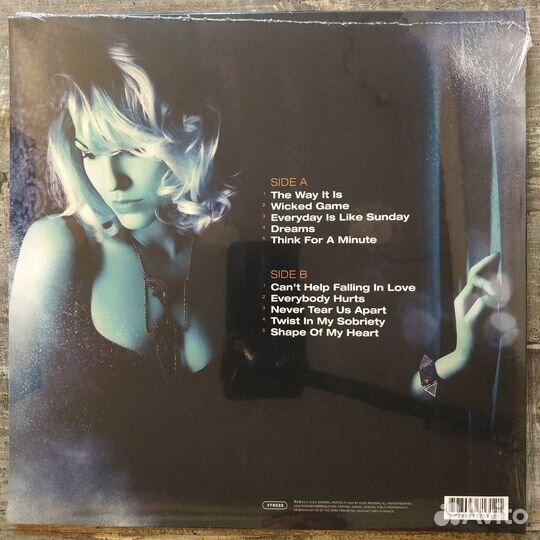 SIDE A
1 The Way It Is
2 Wicked Game
3 Everyday Is Like Sunday
4 Dreams
5 Think For A Minute
SIDE B
1 Can't Help Falling In Love
2 Everybody Hurts
3 Never Tear Us Apart
4 Twist In My Sobriety
5 Shape Of My Heart
VYN055
Avito